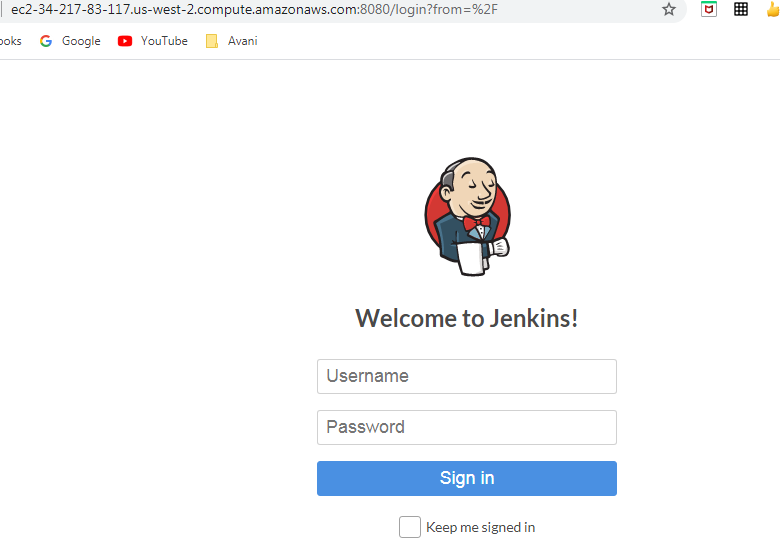 ec2-34-217-83-117.us-west-2.compute.amazonaws.com:8080/login?from=%2F
ooks Google YouTube Avani
Welcome to Jenkins!
Username
Password
Sign in
Keep me signed in